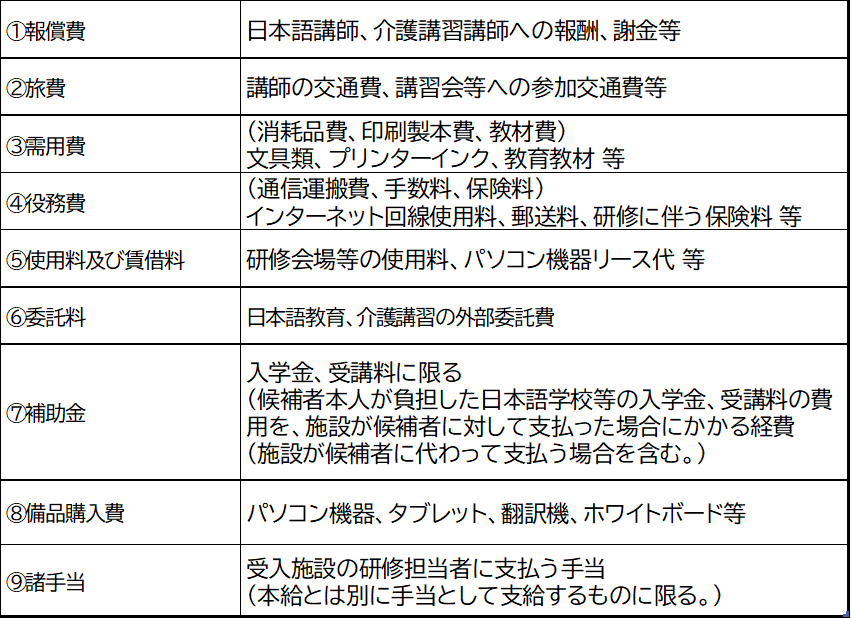 ①報償費
日本語講師、介護講習講師への報酬、謝金等
②旅費
講師の交通費、講習会等への参加交通費等
③需用費
（消耗品費、印刷製本費、教材費）
文具類、プリンターインク、教育教材 等
④役務費
（通信運搬費、手数料、保険料）
インターネット回線使用料、郵送料、研修に伴う保険料 等
⑤使用料及び賃借料
研修会場等の使用料、パソコン機器リース代 等
⑥委託料
日本語教育、介護講習の外部委託費
⑦補助金
入学金、受講料に限る
（候補者本人が負担した日本語学校等の入学金、受講料の費
用を、施設が候補者に対して支払った場合にかかる経費
（施設が候補者に代わって支払う場合を含む。）
⑧備品購入費
パソコン機器、タブレット、翻訳機、ホワイトボード等
⑨諸手当
受入施設の研修担当者に支払う手当
（本給とは別に手当として支給するものに限る。）